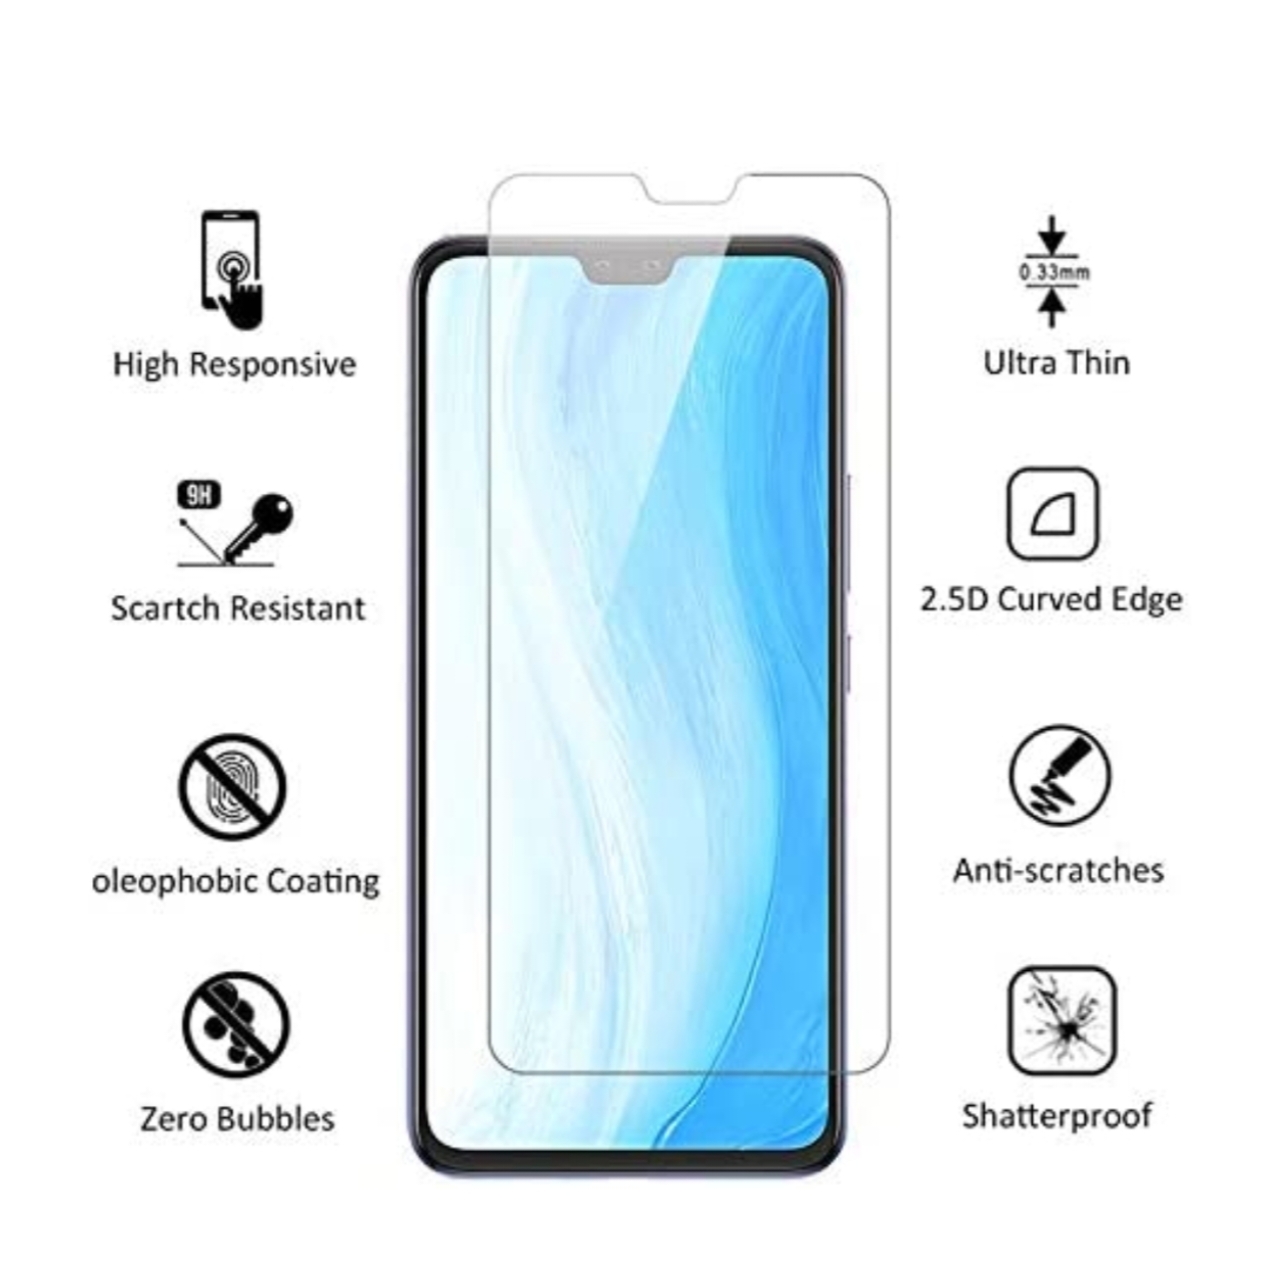 High Responsive
9H
Scartch Resistant
oleophobic Coating
Zero Bubbles
0.33mm
Ultra Thin
2.5D Curved Edge
Anti-scratches
Shatterproof